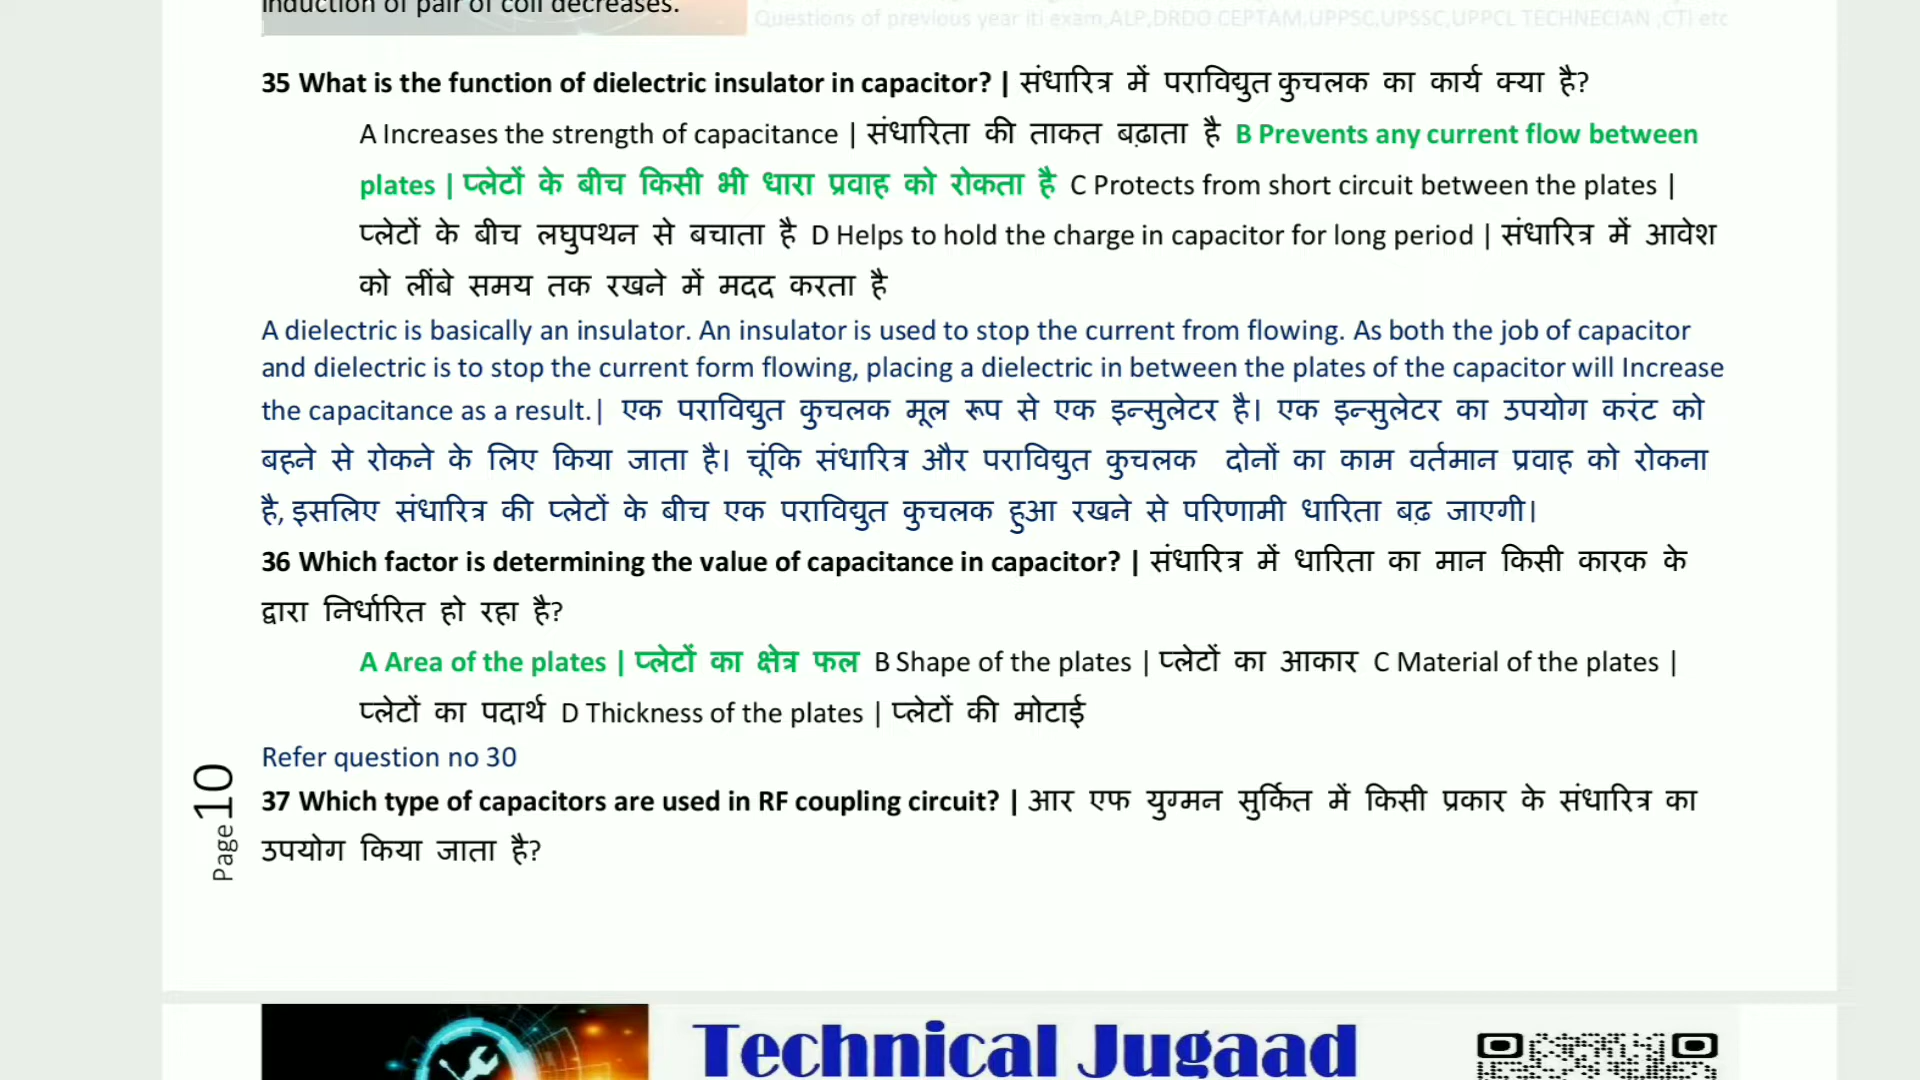 induction of pair of coil decreases.
Questions of previous year iti exam,ALP,DRDO CEPTAM,UPPSC,UPSSC,UPPCL TECHNECIAN ,CTI etc
35 What is the function of dielectric insulator in capacitor? | संधारित्र में पराविद्युत कुचलक का कार्य क्या है?
A Increases the strength of capacitance | संधारिता की ताकत बढ़ाता है B Prevents any current flow between
plates | प्लेटों के बीच किसी भी धारा प्रवाह को रोकता है C Protects from short circuit between the plates |
प्लेटों के बीच लघुपथन से बचाता है D Helps to hold the charge in capacitor for long period | संधारित्र में आवेश
को लींबे समय तक रखने में मदद करता है
A dielectric is basically an insulator. An insulator is used to stop the current from flowing. As both the job of capacitor
and dielectric is to stop the current form flowing, placing a dielectric in between the plates of the capacitor will Increase
the capacitance as a result.| एक पराविद्युत कुचलक मूल रूप से एक इन्सुलेटर है। एक इन्सुलेटर का उपयोग करंट को
बहने से रोकने के लिए किया जाता है। चूंकि संधारित्र और पराविद्युत कुचलक दोनों का काम वर्तमान प्रवाह को रोकना
है, इसलिए संधारित्र की प्लेटों के बीच एक पराविद्युत कुचलक हुआ रखने से परिणामी धारिता बढ़ जाएगी।
36 Which factor is determining the value of capacitance in capacitor? | संधारित्र में धारिता का मान किसी कारक के
द्वारा निर्धारित हो रहा है?
A Area of the plates | प्लेटों का क्षेत्र फल B Shape of the plates | प्लेटों का आकार C Material of the plates |
प्लेटों का पदार्थ D Thickness of the plates | प्लेटों की मोटाई
Refer question no 30
37 Which type of capacitors are used in RF coupling circuit? | आर एफ युग्मन सुर्कित में किसी प्रकार के संधारित्र का
उपयोग किया जाता है?
Page 10
Technical Jugaad